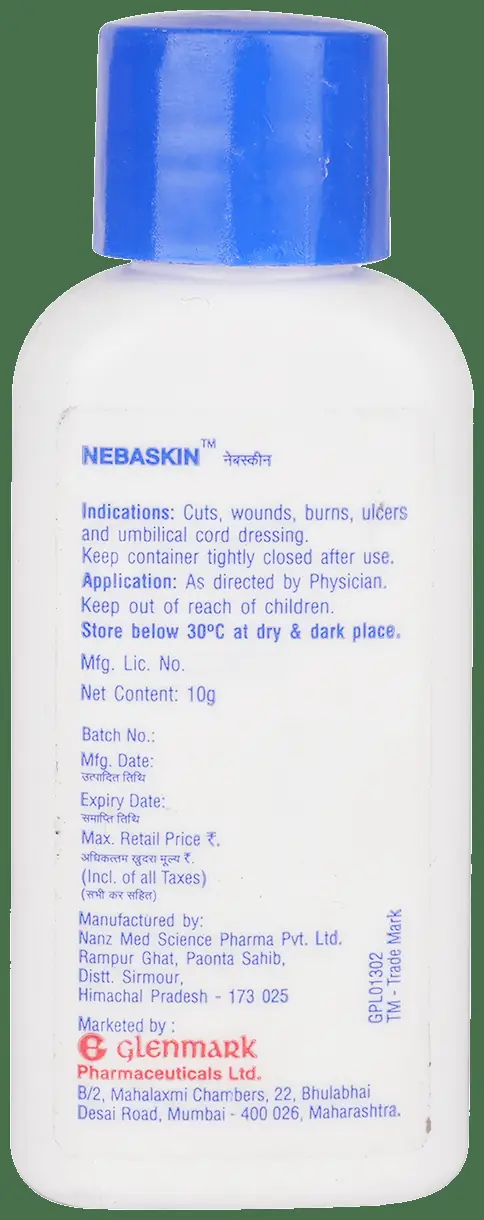 NEBASKIN™ नेबस्कीन
Indications: Cuts, wounds, burns, ulcers
and umbilical cord dressing.
Keep container tightly closed after use.
Application: As directed by Physician.
Keep out of reach of children.
Store below 30ºC at dry & dark place.
Mfg. Lic. No.
Net Content: 10g
Batch No.:
Mfg. Date:
उत्पादित तिथि
Expiry Date:
समाप्ति तिथि
Max. Retail Price ₹.
अधिकत्तम खुदरा मूल्य ₹.
(Incl. of all Taxes)
(सभी कर सहित)
Manufactured by:
Nanz Med Science Pharma Pvt. Ltd.
Rampur Ghat, Paonta Sahib,
Distt. Sirmour,
Himachal Pradesh - 173 025
GPL01302
TM - Trade Mark
Marketed by :
G glenmark
Pharmaceuticals Ltd.
B/2, Mahalaxmi Chambers, 22, Bhulabhai
Desai Road, Mumbai - 400 026, Maharashtra.